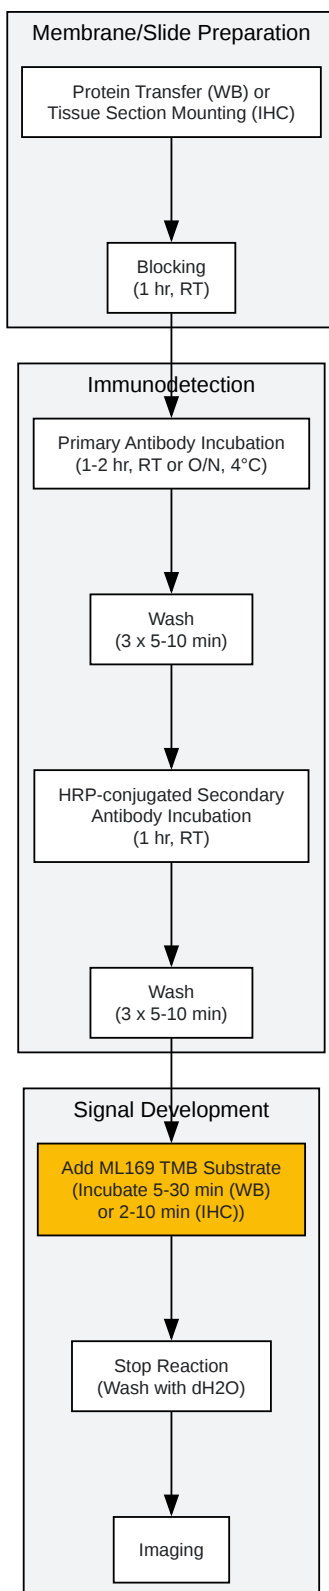 Membrane/Slide Preparation
Protein Transfer (WB) or
Tissue Section Mounting (IHC)
Blocking
(1 hr, RT)
Immunodetection
Primary Antibody Incubation
(1-2 hr, RT or O/N, 4°C)
Wash
(3 x 5-10 min)
HRP-conjugated Secondary
Antibody Incubation
(1 hr, RT)
Wash
(3 x 5-10 min)
Signal Development
Add ML169 TMB Substrate
(Incubate 5-30 min (WB)
or 2-10 min (IHC))
Stop Reaction
(Wash with dH2O)
Imaging